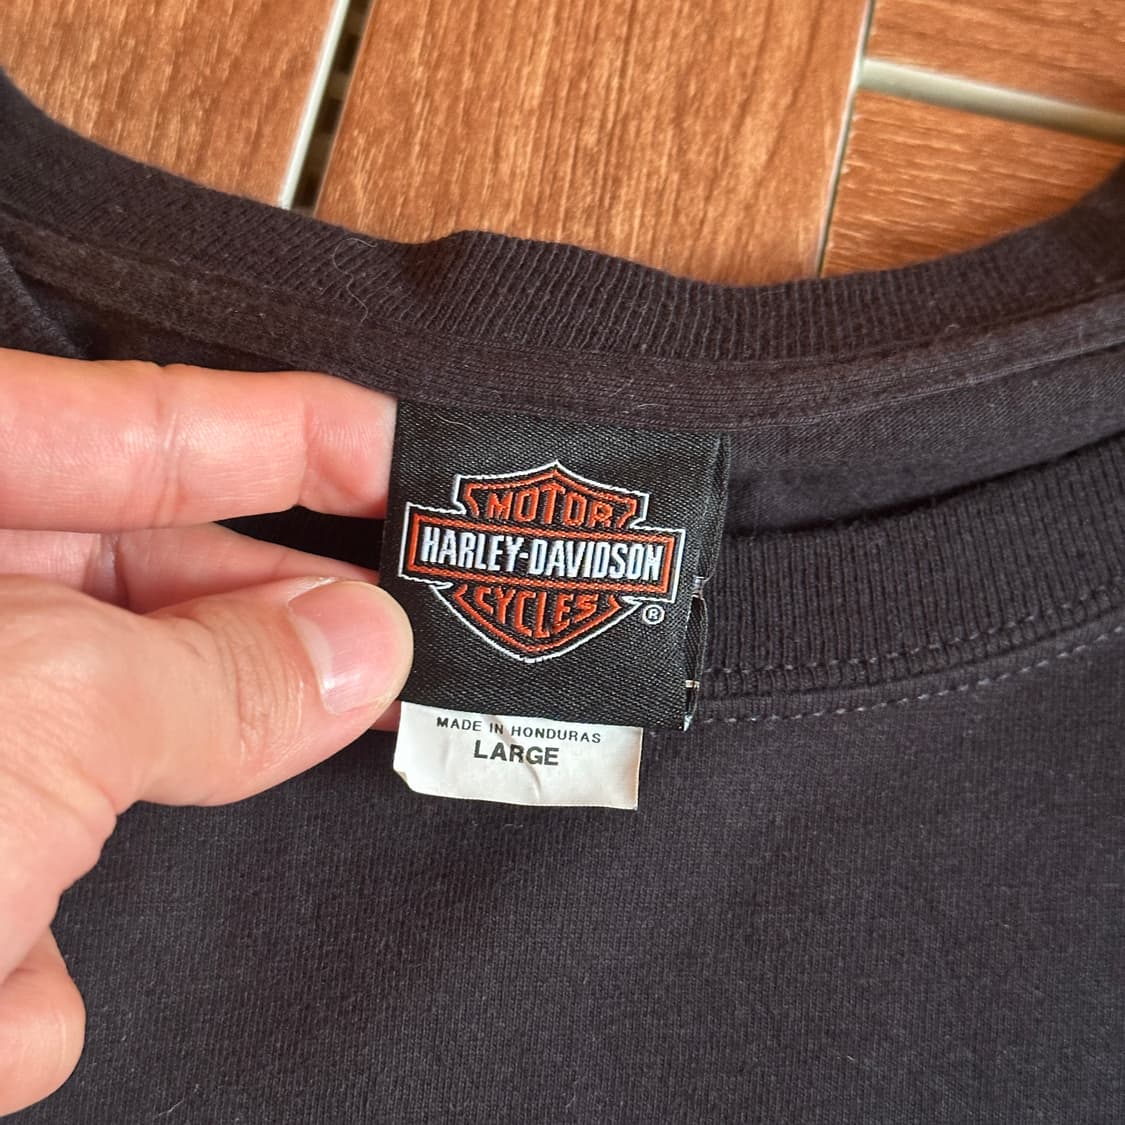 MOTOR
HARLEY-DAVIDSON
CYCLES
®
MADE IN HONDURAS
LARGE